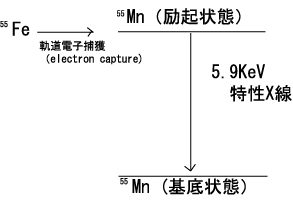 ⁵⁵Fe
軌道電子捕獲
(electron capture)
⁵⁵Mn (励起状態)
5.9KeV
特性X線
⁵⁵Mn (基底状態)